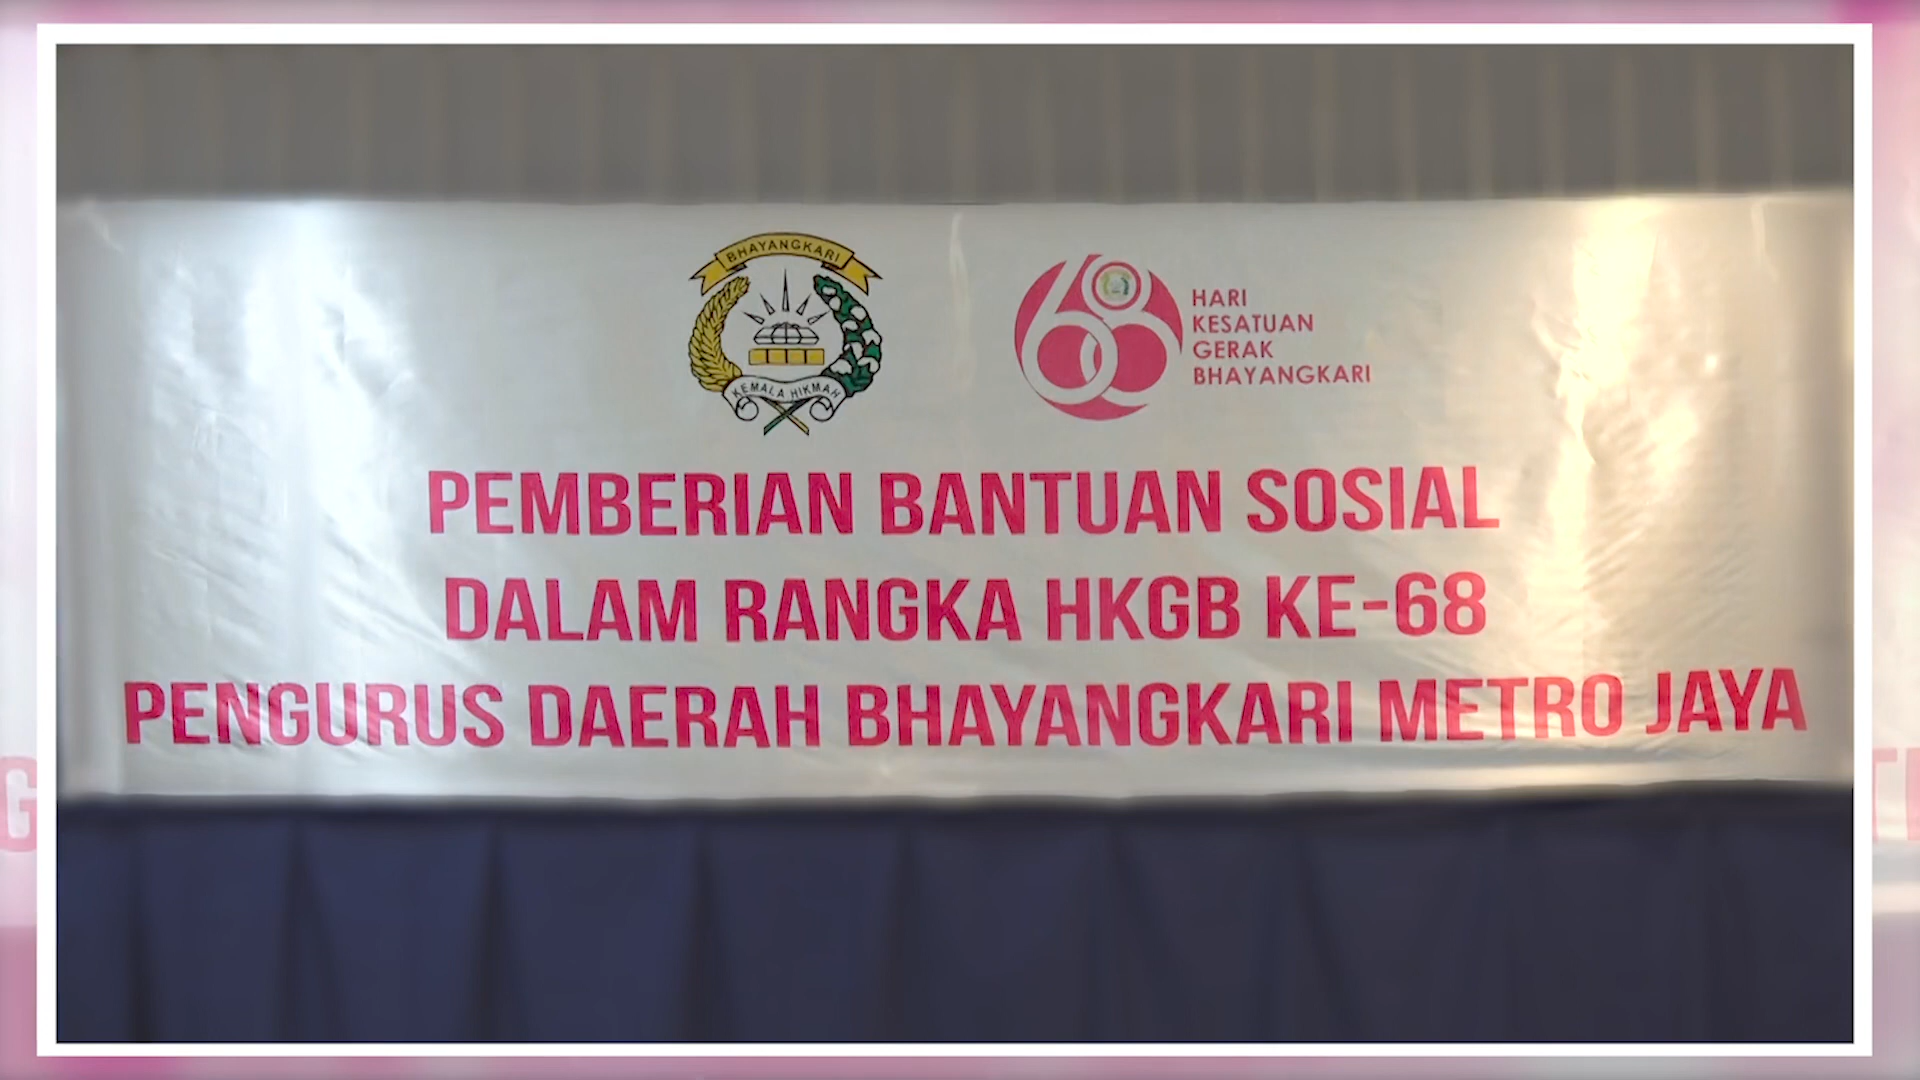 BHAYANGKARI
KEMALA HIKMAH
68
HARI
KESATUAN
GERAK
BHAYANGKARI
PEMBERIAN BANTUAN SOSIAL
DALAM RANGKA HKGB KE-68
PENGURUS DAERAH BHAYANGKARI METRO JAYA